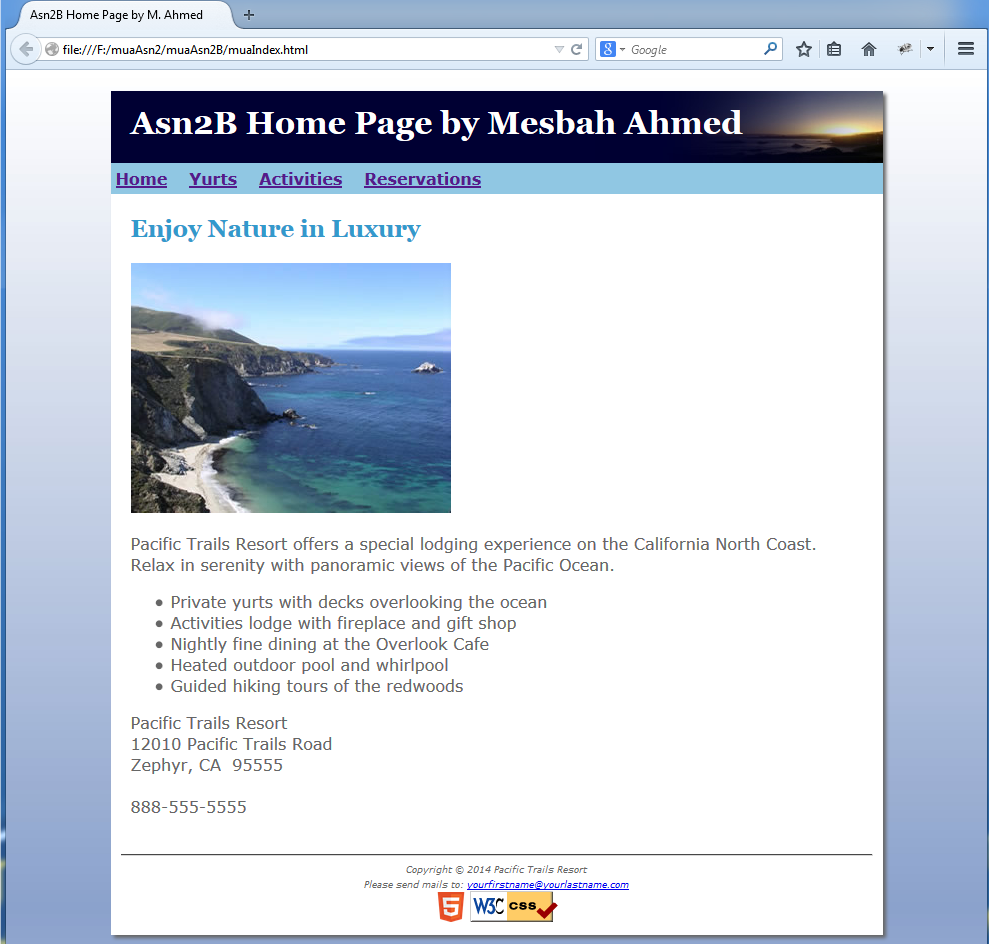 Asn2B Home Page by M. Ahmed
file:///F:/muaAsn2/muaAsn2B/muaIndex.html
8 Google
Asn2B Home Page by Mesbah Ahmed
Home Yurts Activities Reservations
Enjoy Nature in Luxury
Pacific Trails Resort offers a special lodging experience on the California North Coast.
Relax in serenity with panoramic views of the Pacific Ocean.
• Private yurts with decks overlooking the ocean
• Activities lodge with fireplace and gift shop
• Nightly fine dining at the Overlook Cafe
• Heated outdoor pool and whirlpool
• Guided hiking tours of the redwoods
Pacific Trails Resort
12010 Pacific Trails Road
Zephyr, CA 95555
888-555-5555
Copyright © 2014 Pacific Trails Resort
Please send mails to: yourfirstname@yourlastname.com
5 W3C css